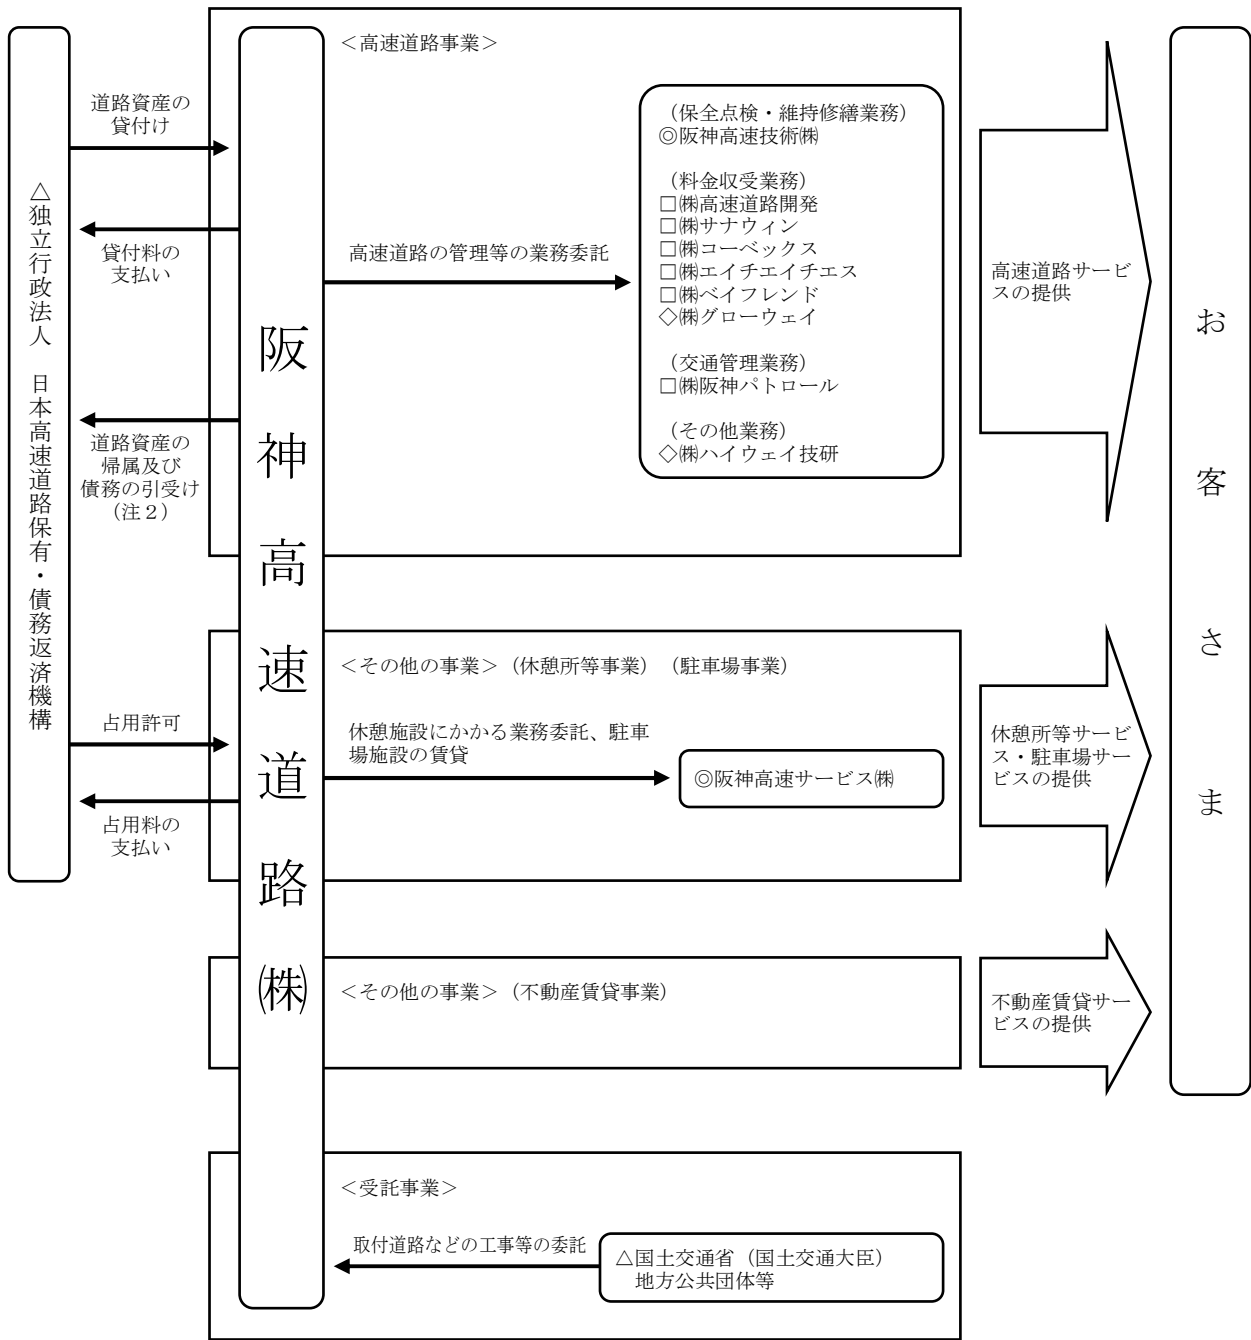 △独立行政法人　日本高速道路保有・債務返済機構
道路資産の
貸付け
貸付料の
支払い
道路資産の
帰属及び
債務の引受け
（注２）
占用許可
占用料の
支払い
阪神高速道路㈱
＜高速道路事業＞
高速道路の管理等の業務委託
（保全点検・維持修繕業務）
◎阪神高速技術㈱
（料金収受業務）
□㈱高速道路開発
□㈱サナウィン
□㈱コーベックス
□㈱エイチエイチエス
□㈱ベイフレンド
◇㈱グローウェイ
（交通管理業務）
□㈱阪神パトロール
（その他業務）
◇㈱ハイウェイ技研
高速道路サービ
スの提供
＜その他の事業＞（休憩所等事業）（駐車場事業）
休憩施設にかかる業務委託、駐車
場施設の賃貸
◎阪神高速サービス㈱
休憩所等サービ
ス・駐車場サー
ビスの提供
＜その他の事業＞（不動産賃貸事業）
不動産賃貸サー
ビスの提供
＜受託事業＞
取付道路などの工事等の委託
△国土交通省（国土交通大臣）
地方公共団体等
お客さま